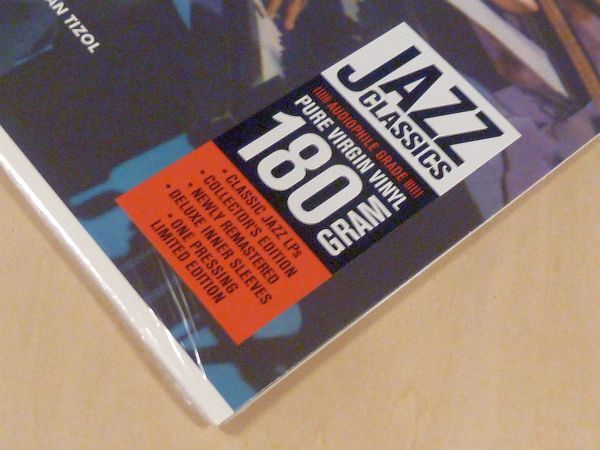 AN TIZOL
JAZZ
CLASSICS
AUDIOPHILE GRADE
PURE VIRGIN VINYL
180
GRAM
• CLASSIC JAZZ LPs
• COLLECTOR'S EDITION
• NEWLY REMASTERED
• DELUXE INNER SLEEVES
• ONE PRESSING
LIMITED EDITION